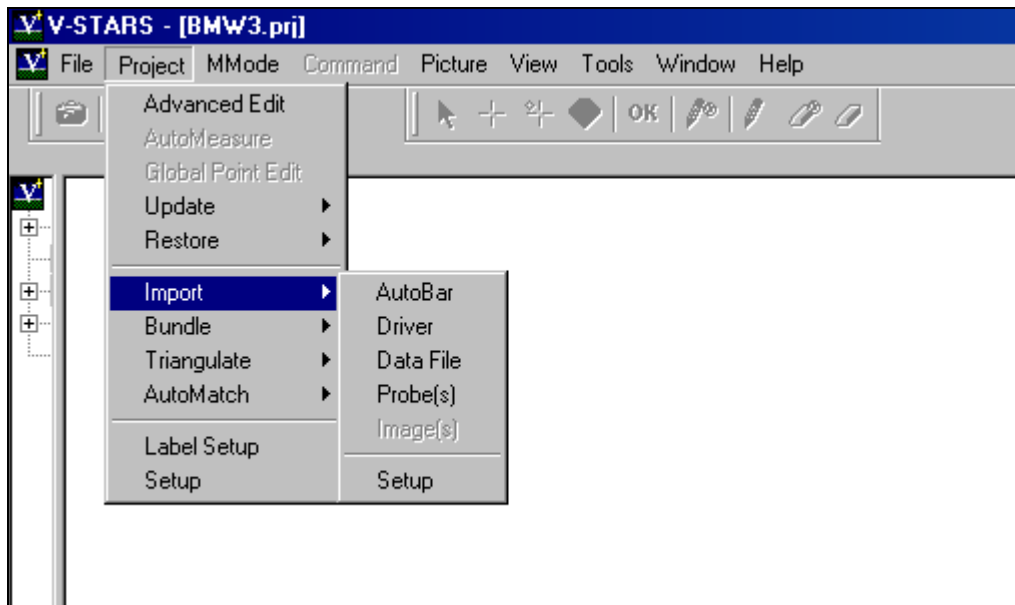 V-STARS - [BMW3.prj]
File Project MMode Command Picture View Tools Window Help
OK
Advanced Edit
AutoMeasure
Global Point Edit
Update
Restore
Import
Bundle
Triangulate
AutoMatch
Label Setup
Setup
AutoBar
Driver
Data File
Probe(s)
Image(s)
Setup